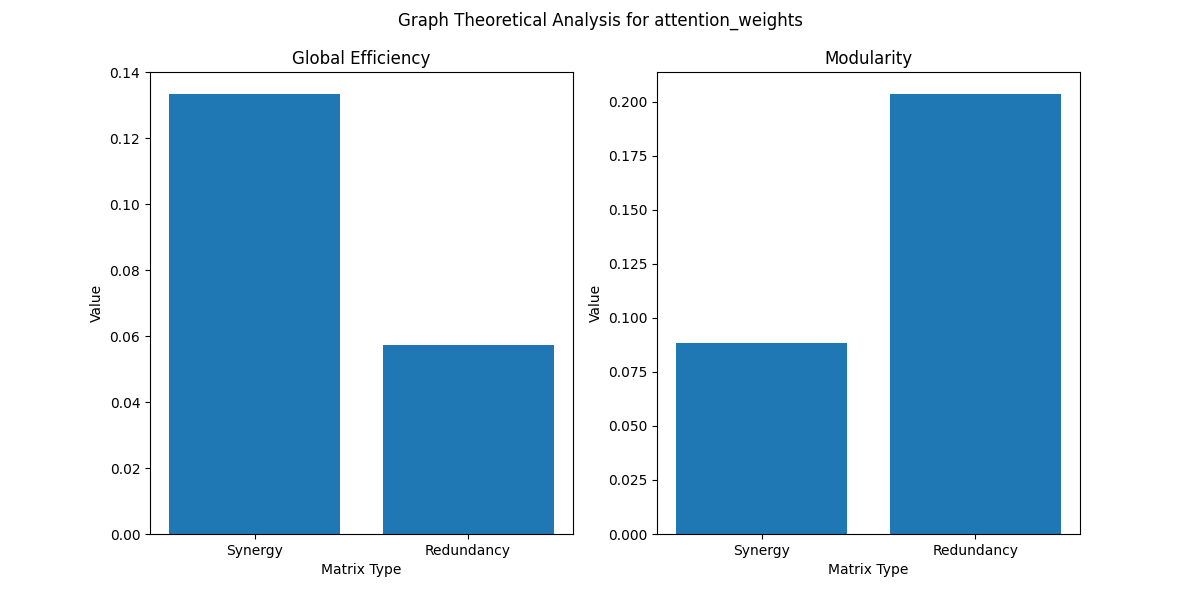 Graph Theoretical Analysis for attention_weights
Global Efficiency
0.14
0.12
0.10
0.08
0.06
0.04
0.02
0.00
Value
Synergy Redundancy
Matrix Type
Modularity
0.200
0.175
0.150
0.125
0.100
0.075
0.050
0.025
0.000
Value
Synergy Redundancy
Matrix Type